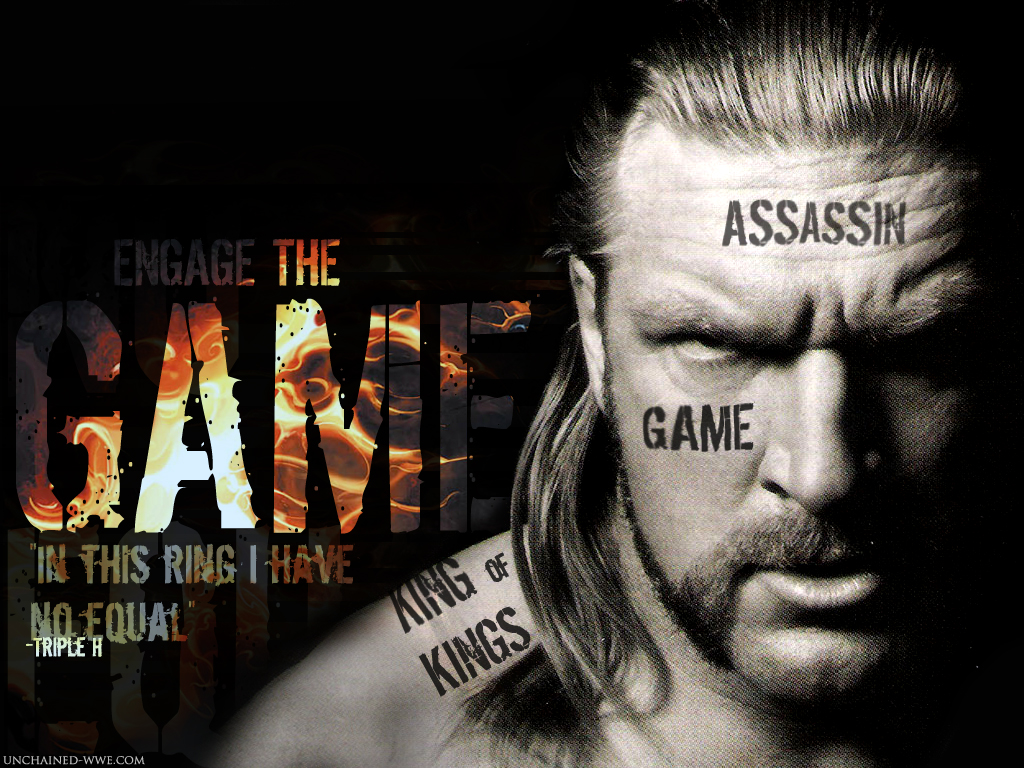 ENGAGE THE
GAME
"IN THIS RING I HAVE
NO EQUAL"
-TRIPLE H
ASSASSIN
GAME
KING OF
KINGS
UNCHAINED-WWE.COM